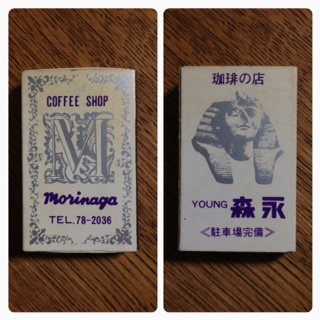 COFFEE SHOP
M
Morinaga
TEL. 78-2036
珈琲の店
YOUNG 森永
＜駐車場完備＞